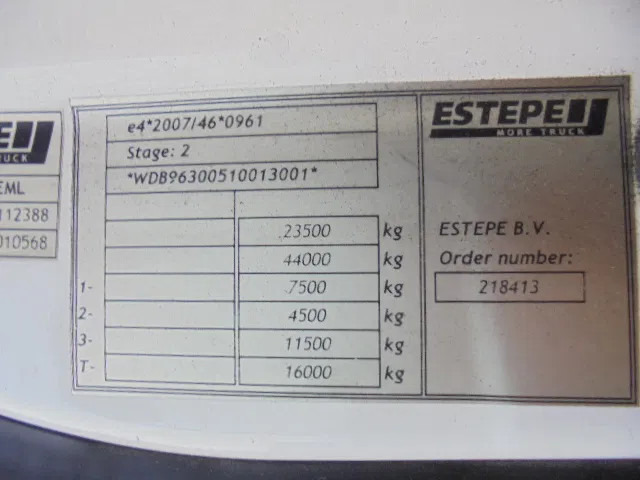 E
TRUCK
EML
112388
010568
e4*2007/46*0961
Stage: 2
*WDB96300510013001*
23500 kg
44000 kg
1- 7500 kg
2- 4500 kg
3- 11500 kg
T- 16000 kg
ESTEPE
MORE TRUCK
ESTEPE B.V.
Order number:
218413